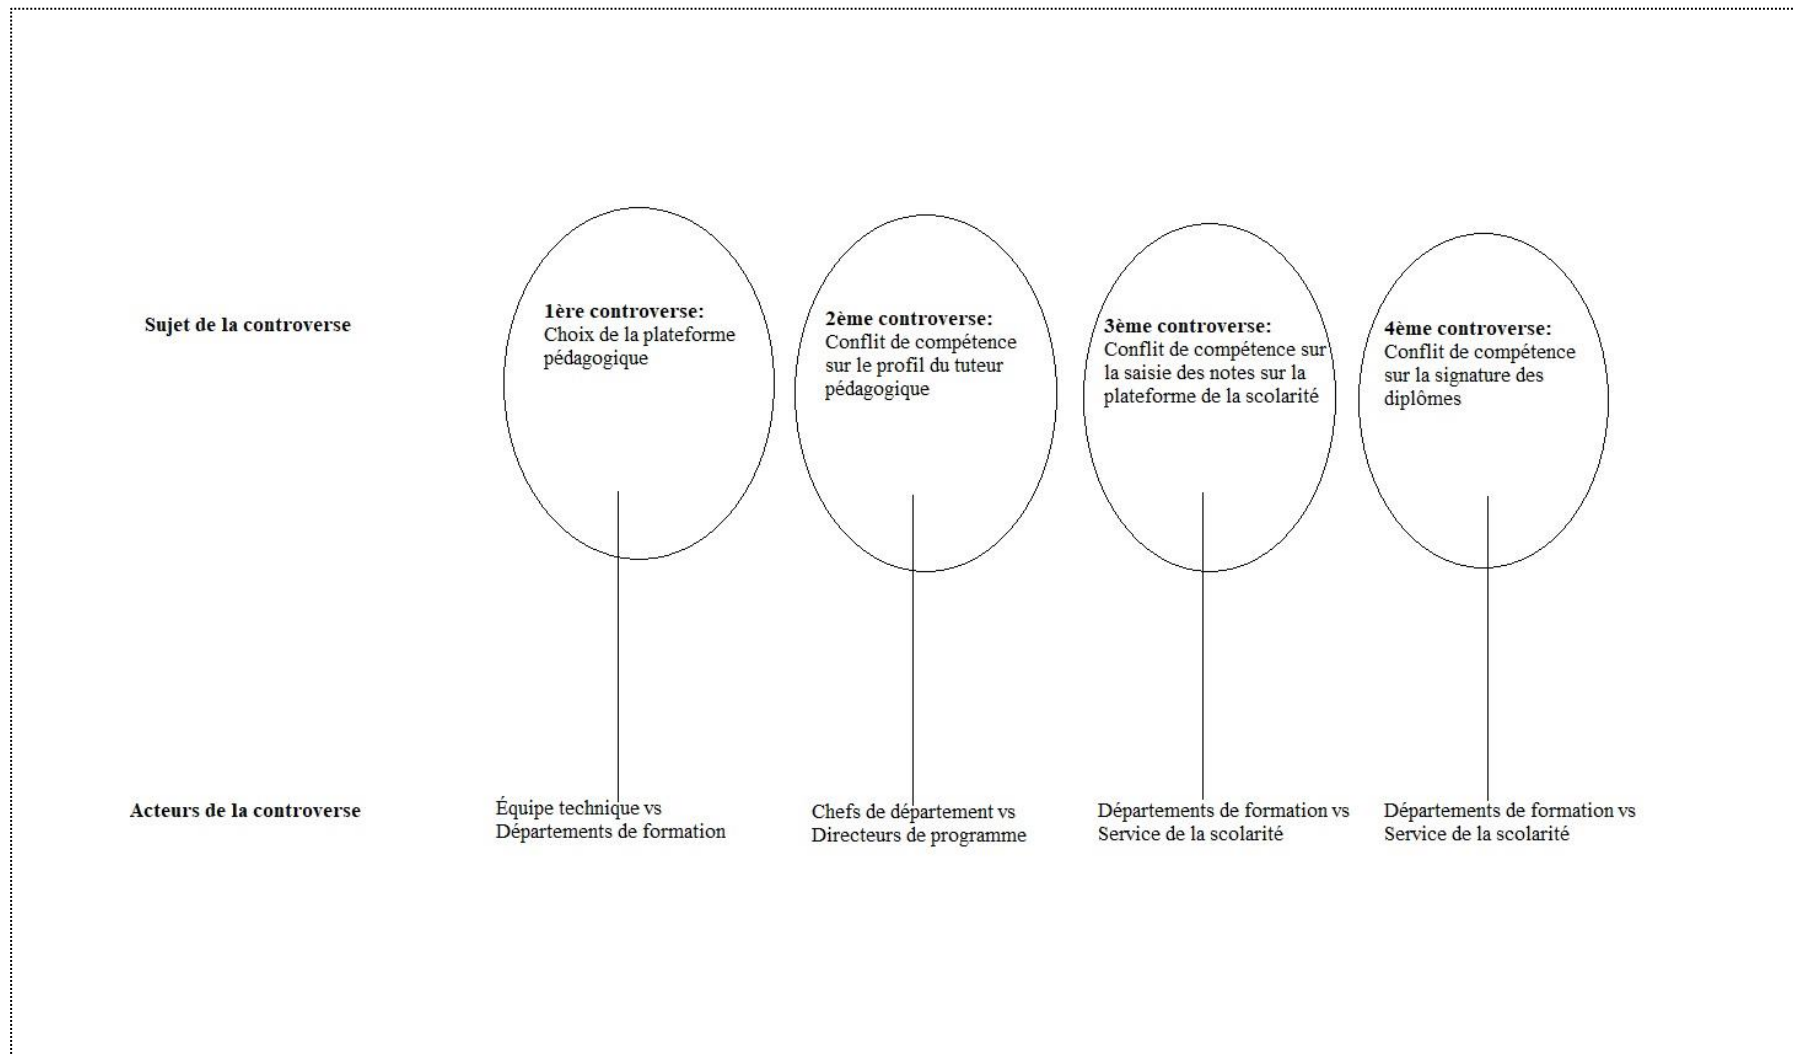 Sujet de la controverse
1ère controverse:
Choix de la plateforme
pédagogique
2ème controverse:
Conflit de compétence
sur le profil du tuteur
pédagogique
3ème controverse:
Conflit de compétence sur
la saisie des notes sur la
plateforme de la scolarité
4ème controverse:
Conflit de compétence
sur la signature des
diplômes
Acteurs de la controverse
Équipe technique vs
Départements de formation
Chefs de département vs
Directeurs de programme
Départements de formation vs
Service de la scolarité
Départements de formation vs
Service de la scolarité